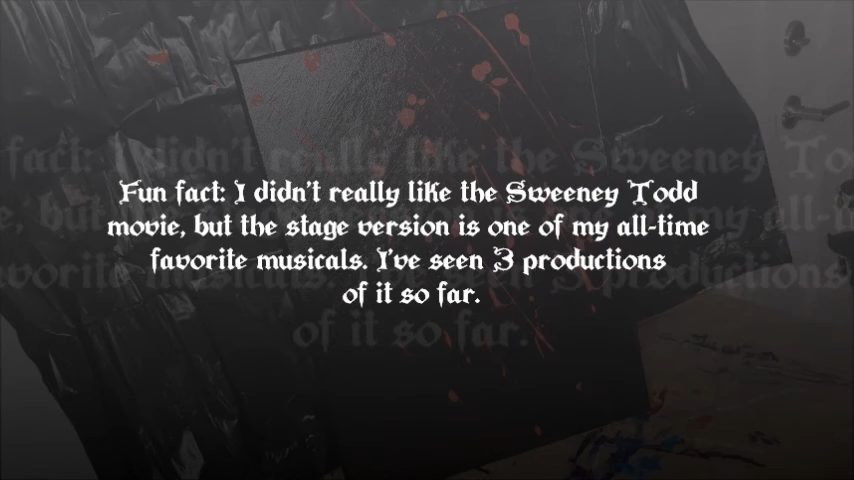 Fun fact: I didn't really like the Sweeney Todd
movie, but the stage version is one of my all-time
favorite musicals. I've seen 3 productions
of it so far.